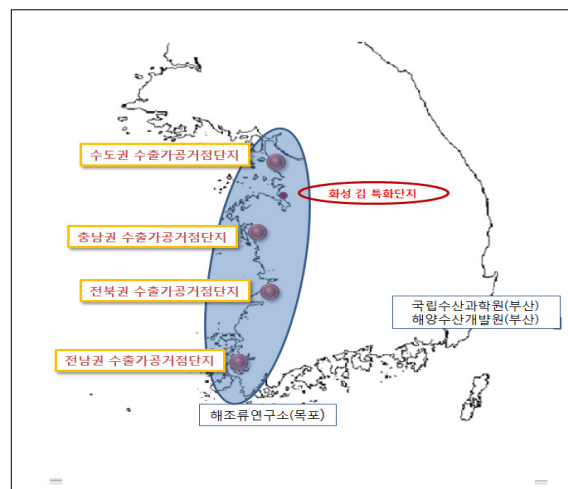 수도권 수출가공거점단지
화성 김 특화단지
충남권 수출가공거점단지
전북권 수출가공거점단지
국립수산과학원(부산)
해양수산개발원(부산)
전남권 수출가공거점단지
해조류연구소(목포)